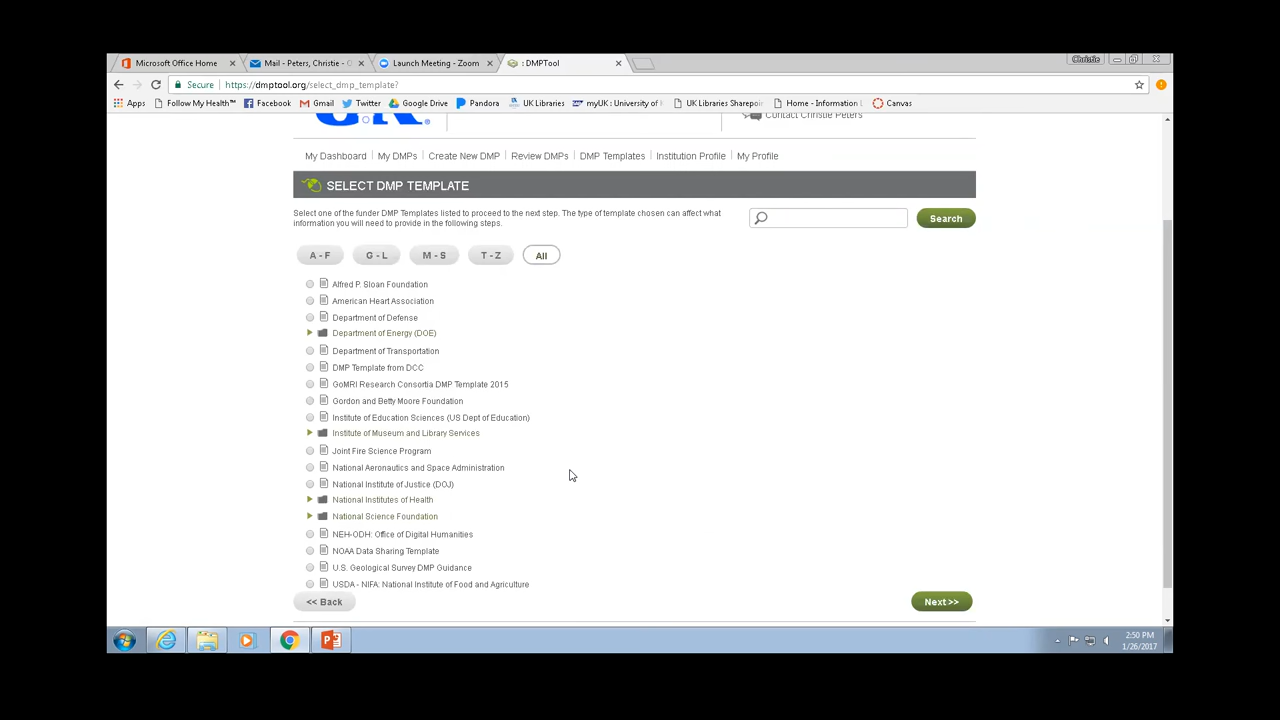 Microsoft Office Home
Mail - Peters, Christie -
Launch Meeting - Zoom
DMPTool
Christie
Secure
https://dmptool.org/select_dmp_template?
Apps
Follow My Health™
Facebook
Gmail
Twitter
Google Drive
Pandora
UK Libraries
myUK : University of
UK Libraries Sharepoi
Home - Information
Canvas
Contact Christie Peters
My Dashboard
My DMPs
Create New DMP
Review DMPs
DMP Templates
Institution Profile
My Profile
SELECT DMP TEMPLATE
Select one of the funder DMP Templates listed to proceed to the next step. The type of template chosen can affect what
information you will need to provide in the following steps.
Search
A - F
G - L
M - S
T - Z
All
Alfred P. Sloan Foundation
American Heart Association
Department of Defense
Department of Energy (DOE)
Department of Transportation
DMP Template from DCC
GoMRI Research Consortia DMP Template 2015
Gordon and Betty Moore Foundation
Institute of Education Sciences (US Dept of Education)
Institute of Museum and Library Services
Joint Fire Science Program
National Aeronautics and Space Administration
National Institute of Justice (DOJ)
National Institutes of Health
National Science Foundation
NEH-ODH: Office of Digital Humanities
NOAA Data Sharing Template
U.S. Geological Survey DMP Guidance
USDA - NIFA: National Institute of Food and Agriculture
<< Back
Next >>
2:50 PM
1/26/2017